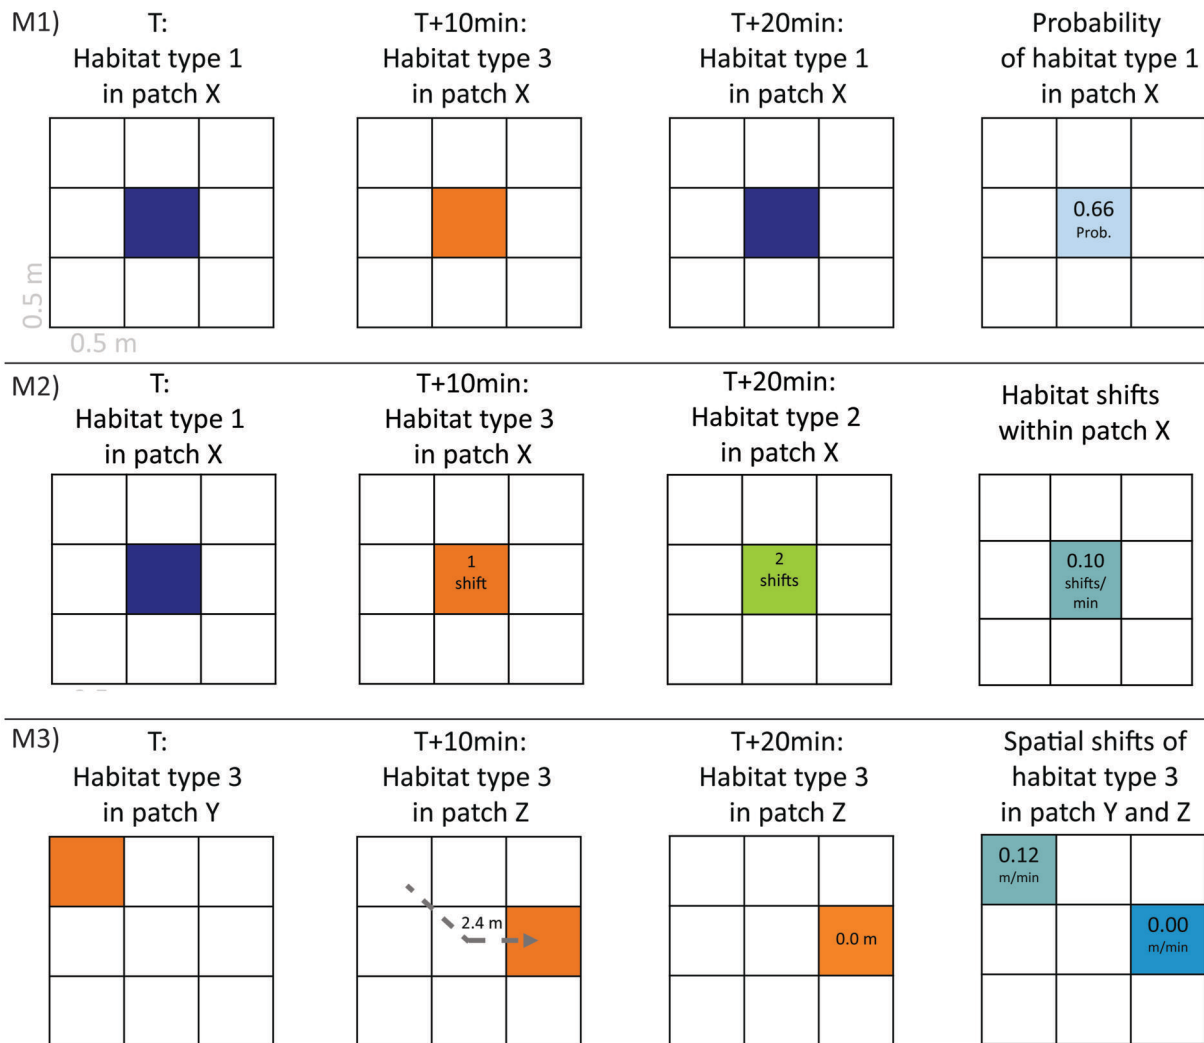 M1)
T:
Habitat type 1
in patch X
T+10min:
Habitat type 3
in patch X
T+20min:
Habitat type 1
in patch X
Probability
of habitat type 1
in patch X
0.66
Prob.
0.5 m
0.5 m
M2)
T:
Habitat type 1
in patch X
T+10min:
Habitat type 3
in patch X
T+20min:
Habitat type 2
in patch X
Habitat shifts
within patch X
1
shift
2
shifts
0.10
shifts/
min
M3)
T:
Habitat type 3
in patch Y
T+10min:
Habitat type 3
in patch Z
T+20min:
Habitat type 3
in patch Z
Spatial shifts of
habitat type 3
in patch Y and Z
0.12
m/min
2.4 m
0.0 m
0.00
m/min